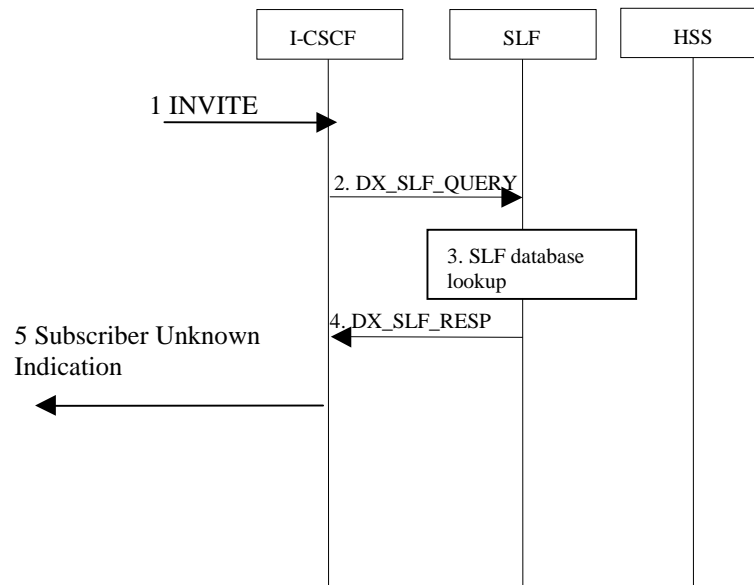 I-CSCF
SLF
HSS
1 INVITE
2. DX_SLF_QUERY
3. SLF database
lookup
4. DX_SLF_RESP
5 Subscriber Unknown
Indication